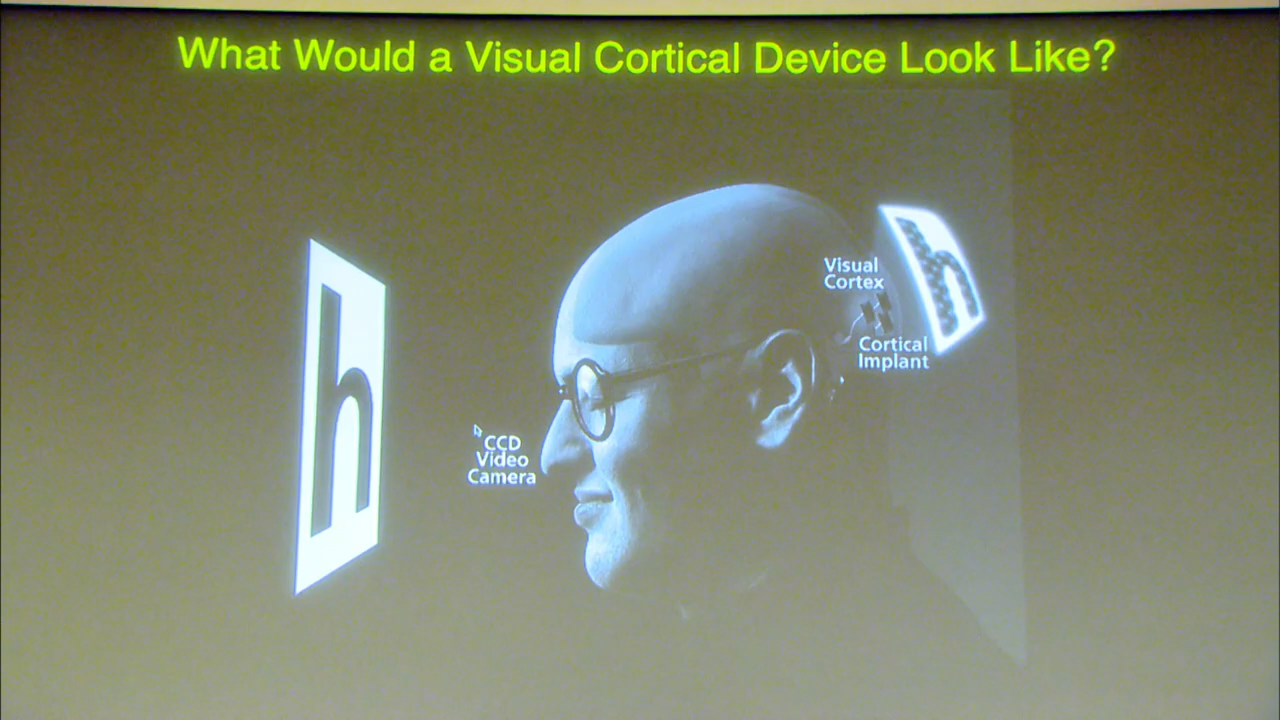 What Would a Visual Cortical Device Look Like?
h
h
Visual
Cortex
Cortical
Implant
CCD
Video
Camera